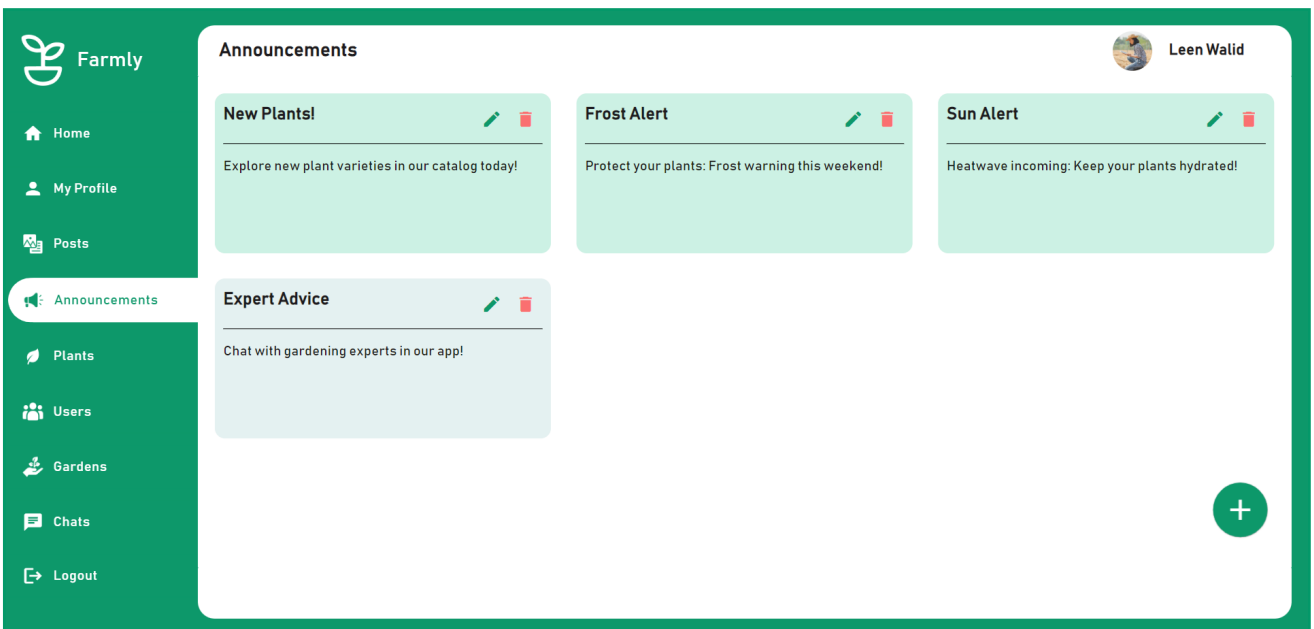 Farmly
Home
My Profile
Posts
Announcements
Plants
Users
Gardens
Chats
Logout
Announcements
Leen Walid
New Plants!
Explore new plant varieties in our catalog today!
Frost Alert
Protect your plants: Frost warning this weekend!
Sun Alert
Heatwave incoming: Keep your plants hydrated!
Expert Advice
Chat with gardening experts in our app!